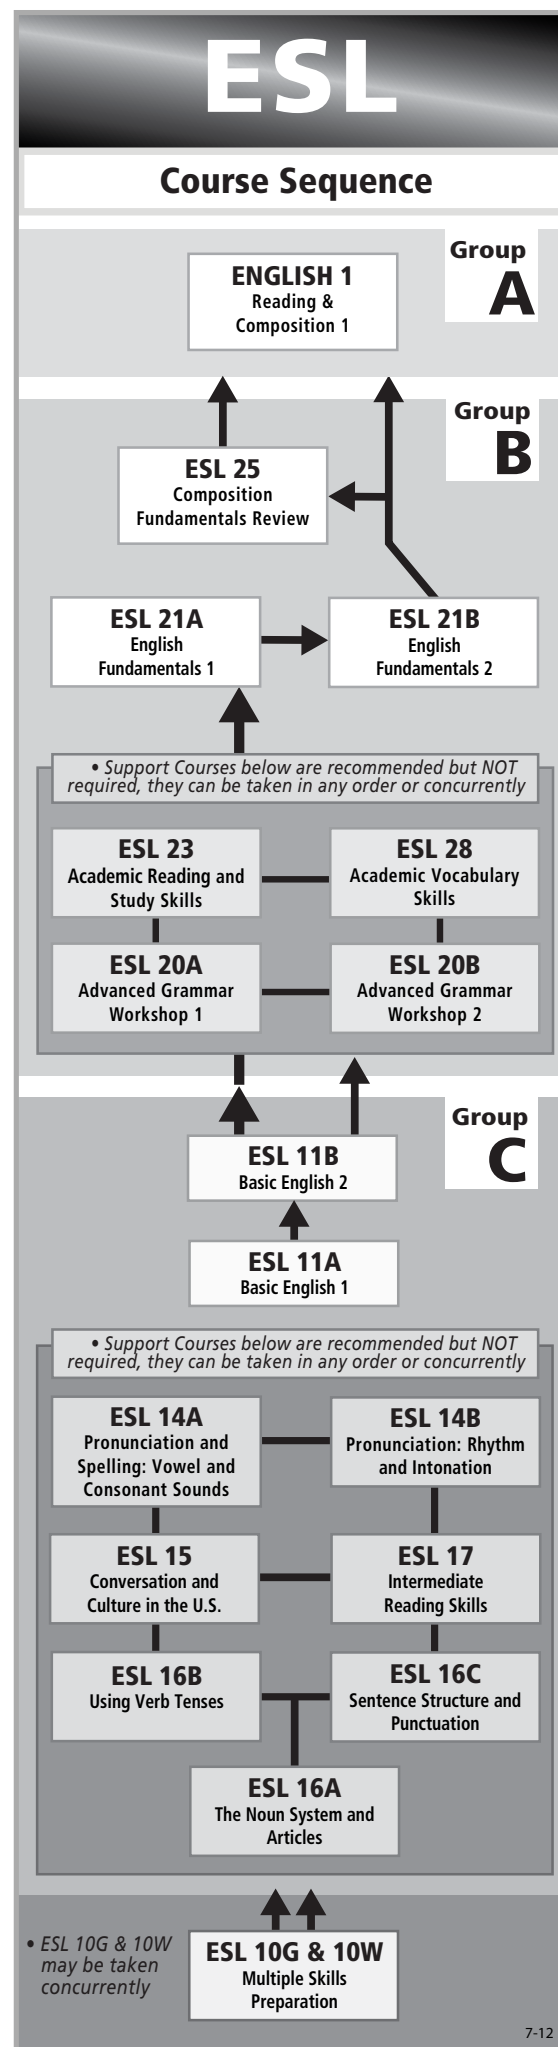 ESL
Course Sequence
Group
A
ENGLISH 1
Reading &
Composition 1
Group
B
ESL 25
Composition
Fundamentals Review
ESL 21A
English
Fundamentals 1
ESL 21B
English
Fundamentals 2
• Support Courses below are recommended but NOT
required, they can be taken in any order or concurrently
ESL 23
Academic Reading and
Study Skills
ESL 28
Academic Vocabulary
Skills
ESL 20A
Advanced Grammar
Workshop 1
ESL 20B
Advanced Grammar
Workshop 2
Group
C
ESL 11B
Basic English 2
ESL 11A
Basic English 1
• Support Courses below are recommended but NOT
required, they can be taken in any order or concurrently
ESL 14A
Pronunciation and
Spelling: Vowel and
Consonant Sounds
ESL 14B
Pronunciation: Rhythm
and Intonation
ESL 15
Conversation and
Culture in the U.S.
ESL 17
Intermediate
Reading Skills
ESL 16B
Using Verb Tenses
ESL 16C
Sentence Structure and
Punctuation
ESL 16A
The Noun System and
Articles
• ESL 10G & 10W
may be taken
concurrently
ESL 10G & 10W
Multiple Skills
Preparation
7-12